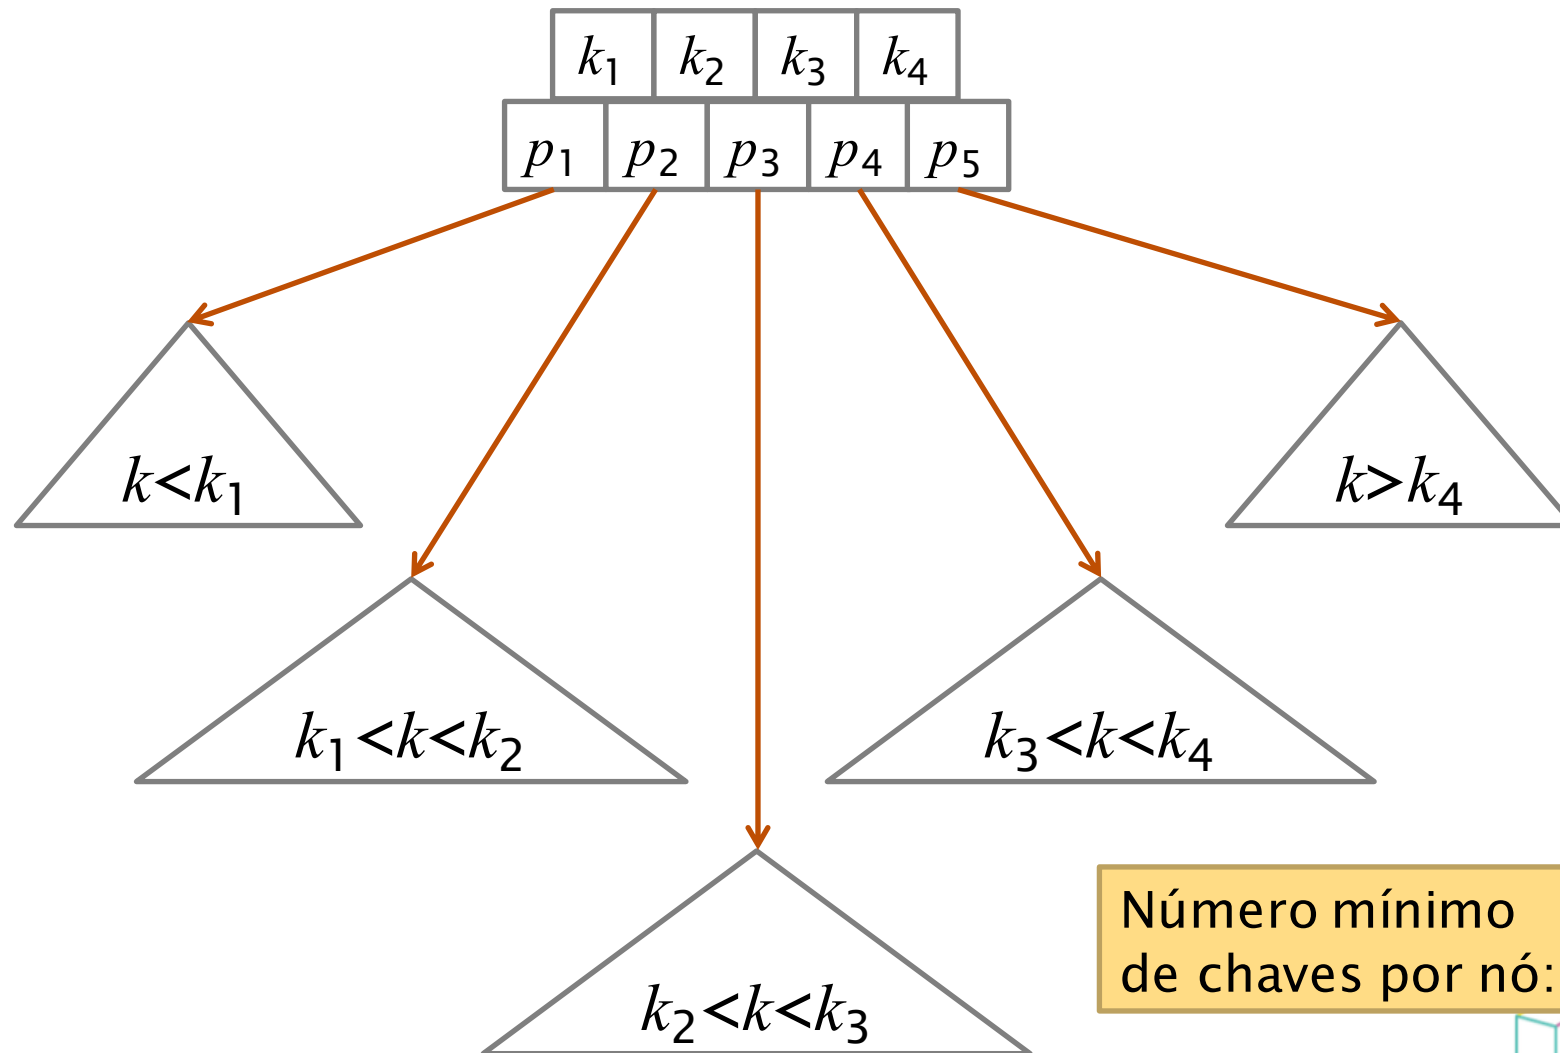 k₁ k₂ k₃ k₄
p₁ p₂ p₃ p₄ p₅
k<k₁
k>k₄
k₁<k<k₂
k₃<k<k₄
k₂<k<k₃
Número mínimo
de chaves por nó: